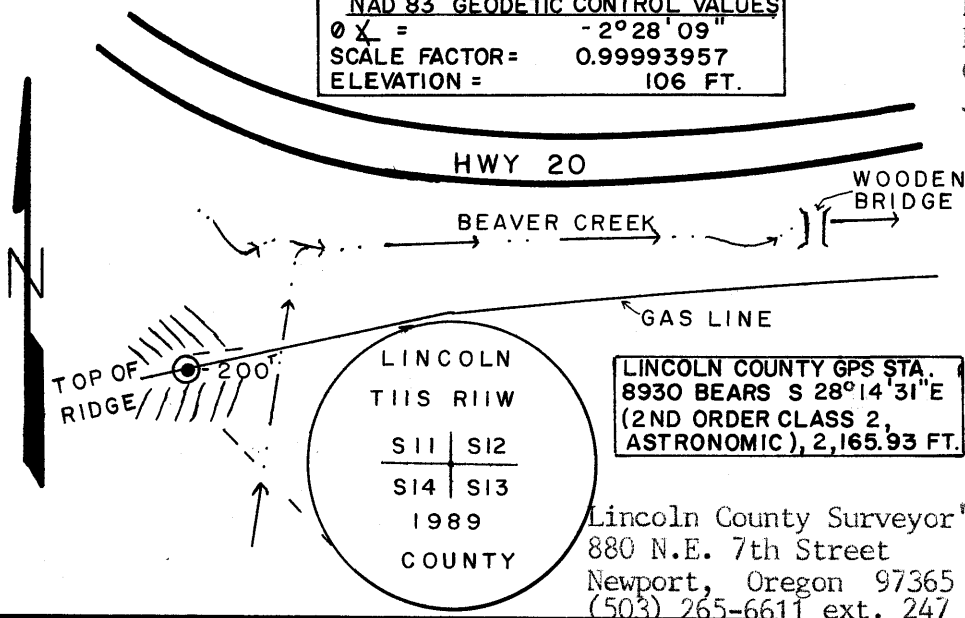 NAD 83 GEODETIC CONTROL VALUES
= -2°28'09"
SCALE FACTOR= 0.99993957
ELEVATION = 106 FT.
HWY 20
WOODEN
BRIDGE
BEAVER CREEK
N
GAS LINE
TOP OF
RIDGE
200'
LINCOLN
T11S R11W
S11 S12
S14 S13
1989
COUNTY
LINCOLN COUNTY GPS STA.
8930 BEARS S 28°14'31"E
(2ND ORDER CLASS 2,
ASTRONOMIC), 2,165.93 FT.
Lincoln County Surveyor'
880 N.E. 7th Street
Newport, Oregon 97365
(503) 265-6611 ext. 247